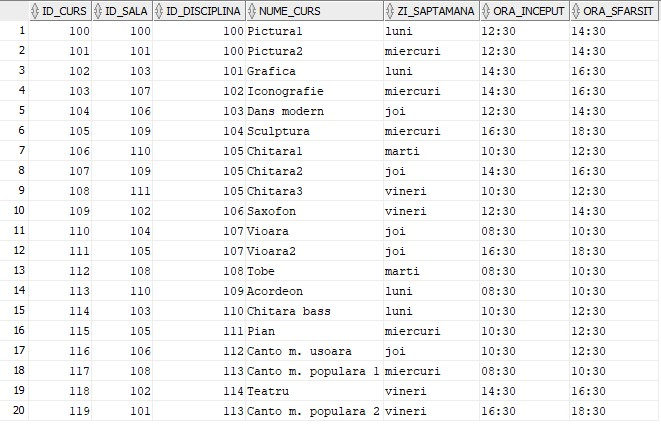 ID_CURS ID_SALA ID_DISCIPLINA NUME_CURS ZI_SAPTAMANA ORA_INCEPUT ORA_SFARSIT
1 100 100 100 Pictura1 luni 12:30 14:30
2 101 101 100 Pictura2 miercuri 12:30 14:30
3 102 103 101 Grafica luni 14:30 16:30
4 103 107 102 Iconografie miercuri 14:30 16:30
5 104 106 103 Dans modern joi 12:30 14:30
6 105 109 104 Sculptura miercuri 16:30 18:30
7 106 110 105 Chitara1 marti 10:30 12:30
8 107 109 105 Chitara2 joi 14:30 16:30
9 108 111 105 Chitara3 vineri 10:30 12:30
10 109 102 106 Saxofon vineri 12:30 14:30
11 110 104 107 Vioara joi 08:30 10:30
12 111 105 107 Vioara2 joi 16:30 18:30
13 112 108 108 Tobe marti 08:30 10:30
14 113 110 109 Acordeon luni 08:30 10:30
15 114 103 110 Chitara bass luni 10:30 12:30
16 115 105 111 Pian miercuri 10:30 12:30
17 116 106 112 Canto m. usoara joi 10:30 12:30
18 117 108 113 Canto m. populara 1 miercuri 08:30 10:30
19 118 102 114 Teatru vineri 14:30 16:30
20 119 101 113 Canto m. populara 2 vineri 16:30 18:30